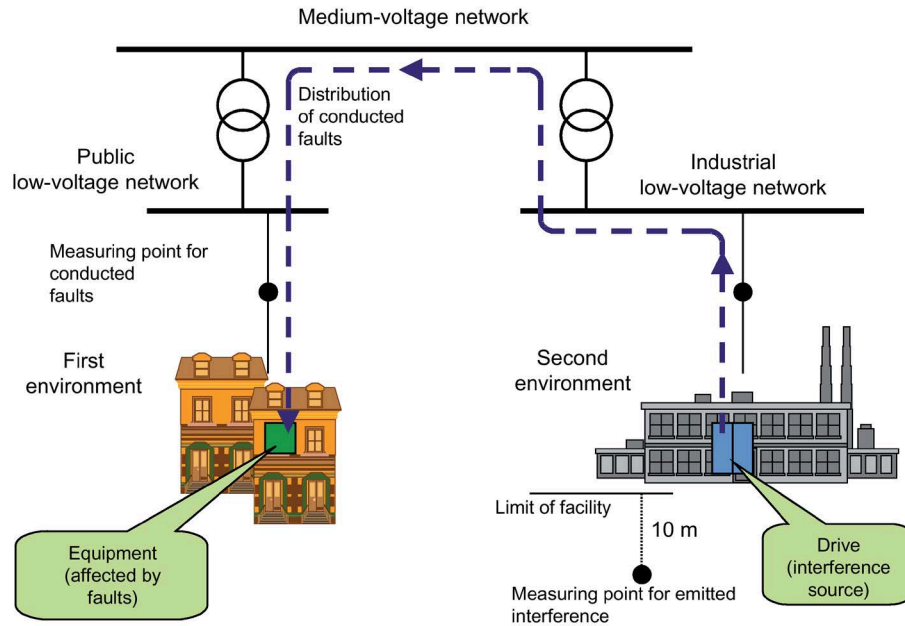 Medium-voltage network
Distribution
of conducted
faults
Public
low-voltage network
Industrial
low-voltage network
Measuring point for
conducted
faults
First
environment
Second
environment
Limit of facility
10 m
Equipment
(affected by
faults)
Drive
(interference
source)
Measuring point for emitted
interference